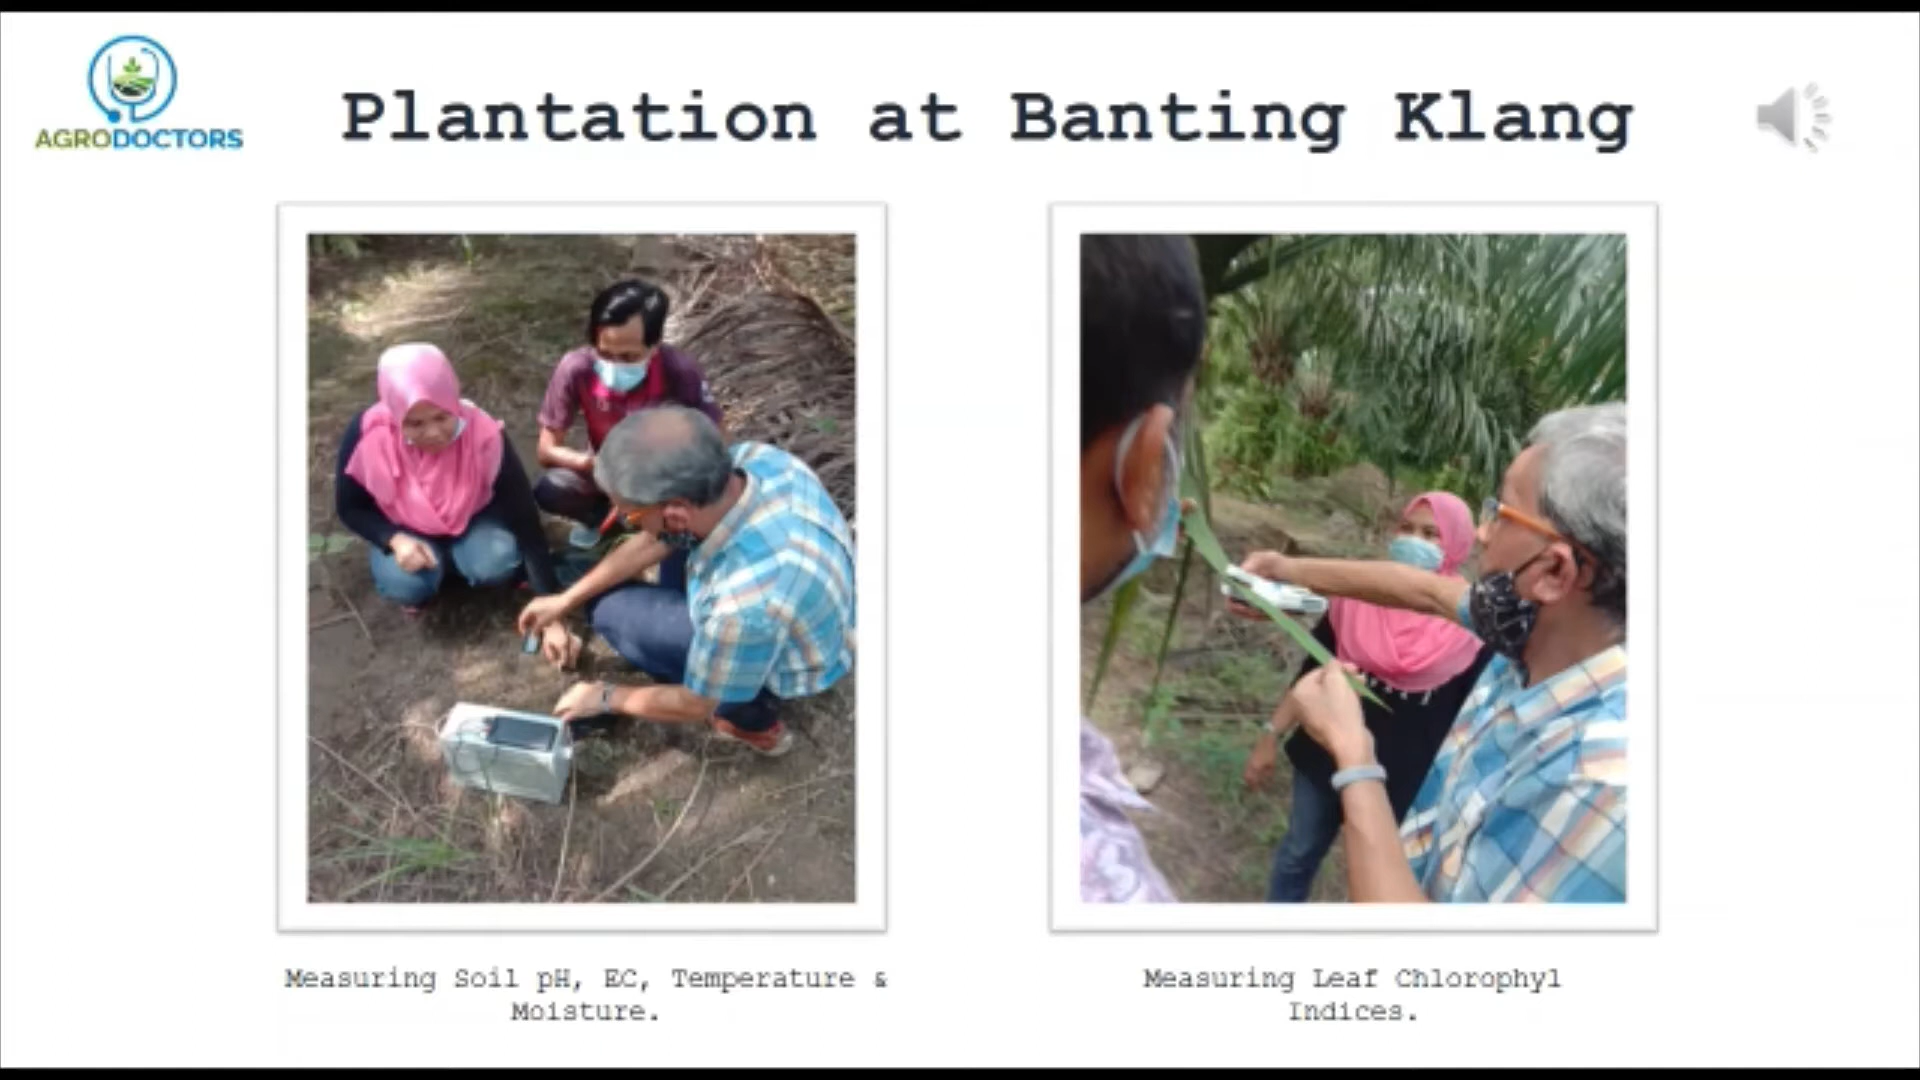 AGRODOCTORS
Plantation at Banting Klang
Measuring Soil pH, EC, Temperature &
Moisture.
Measuring Leaf Chlorophyl
Indices.